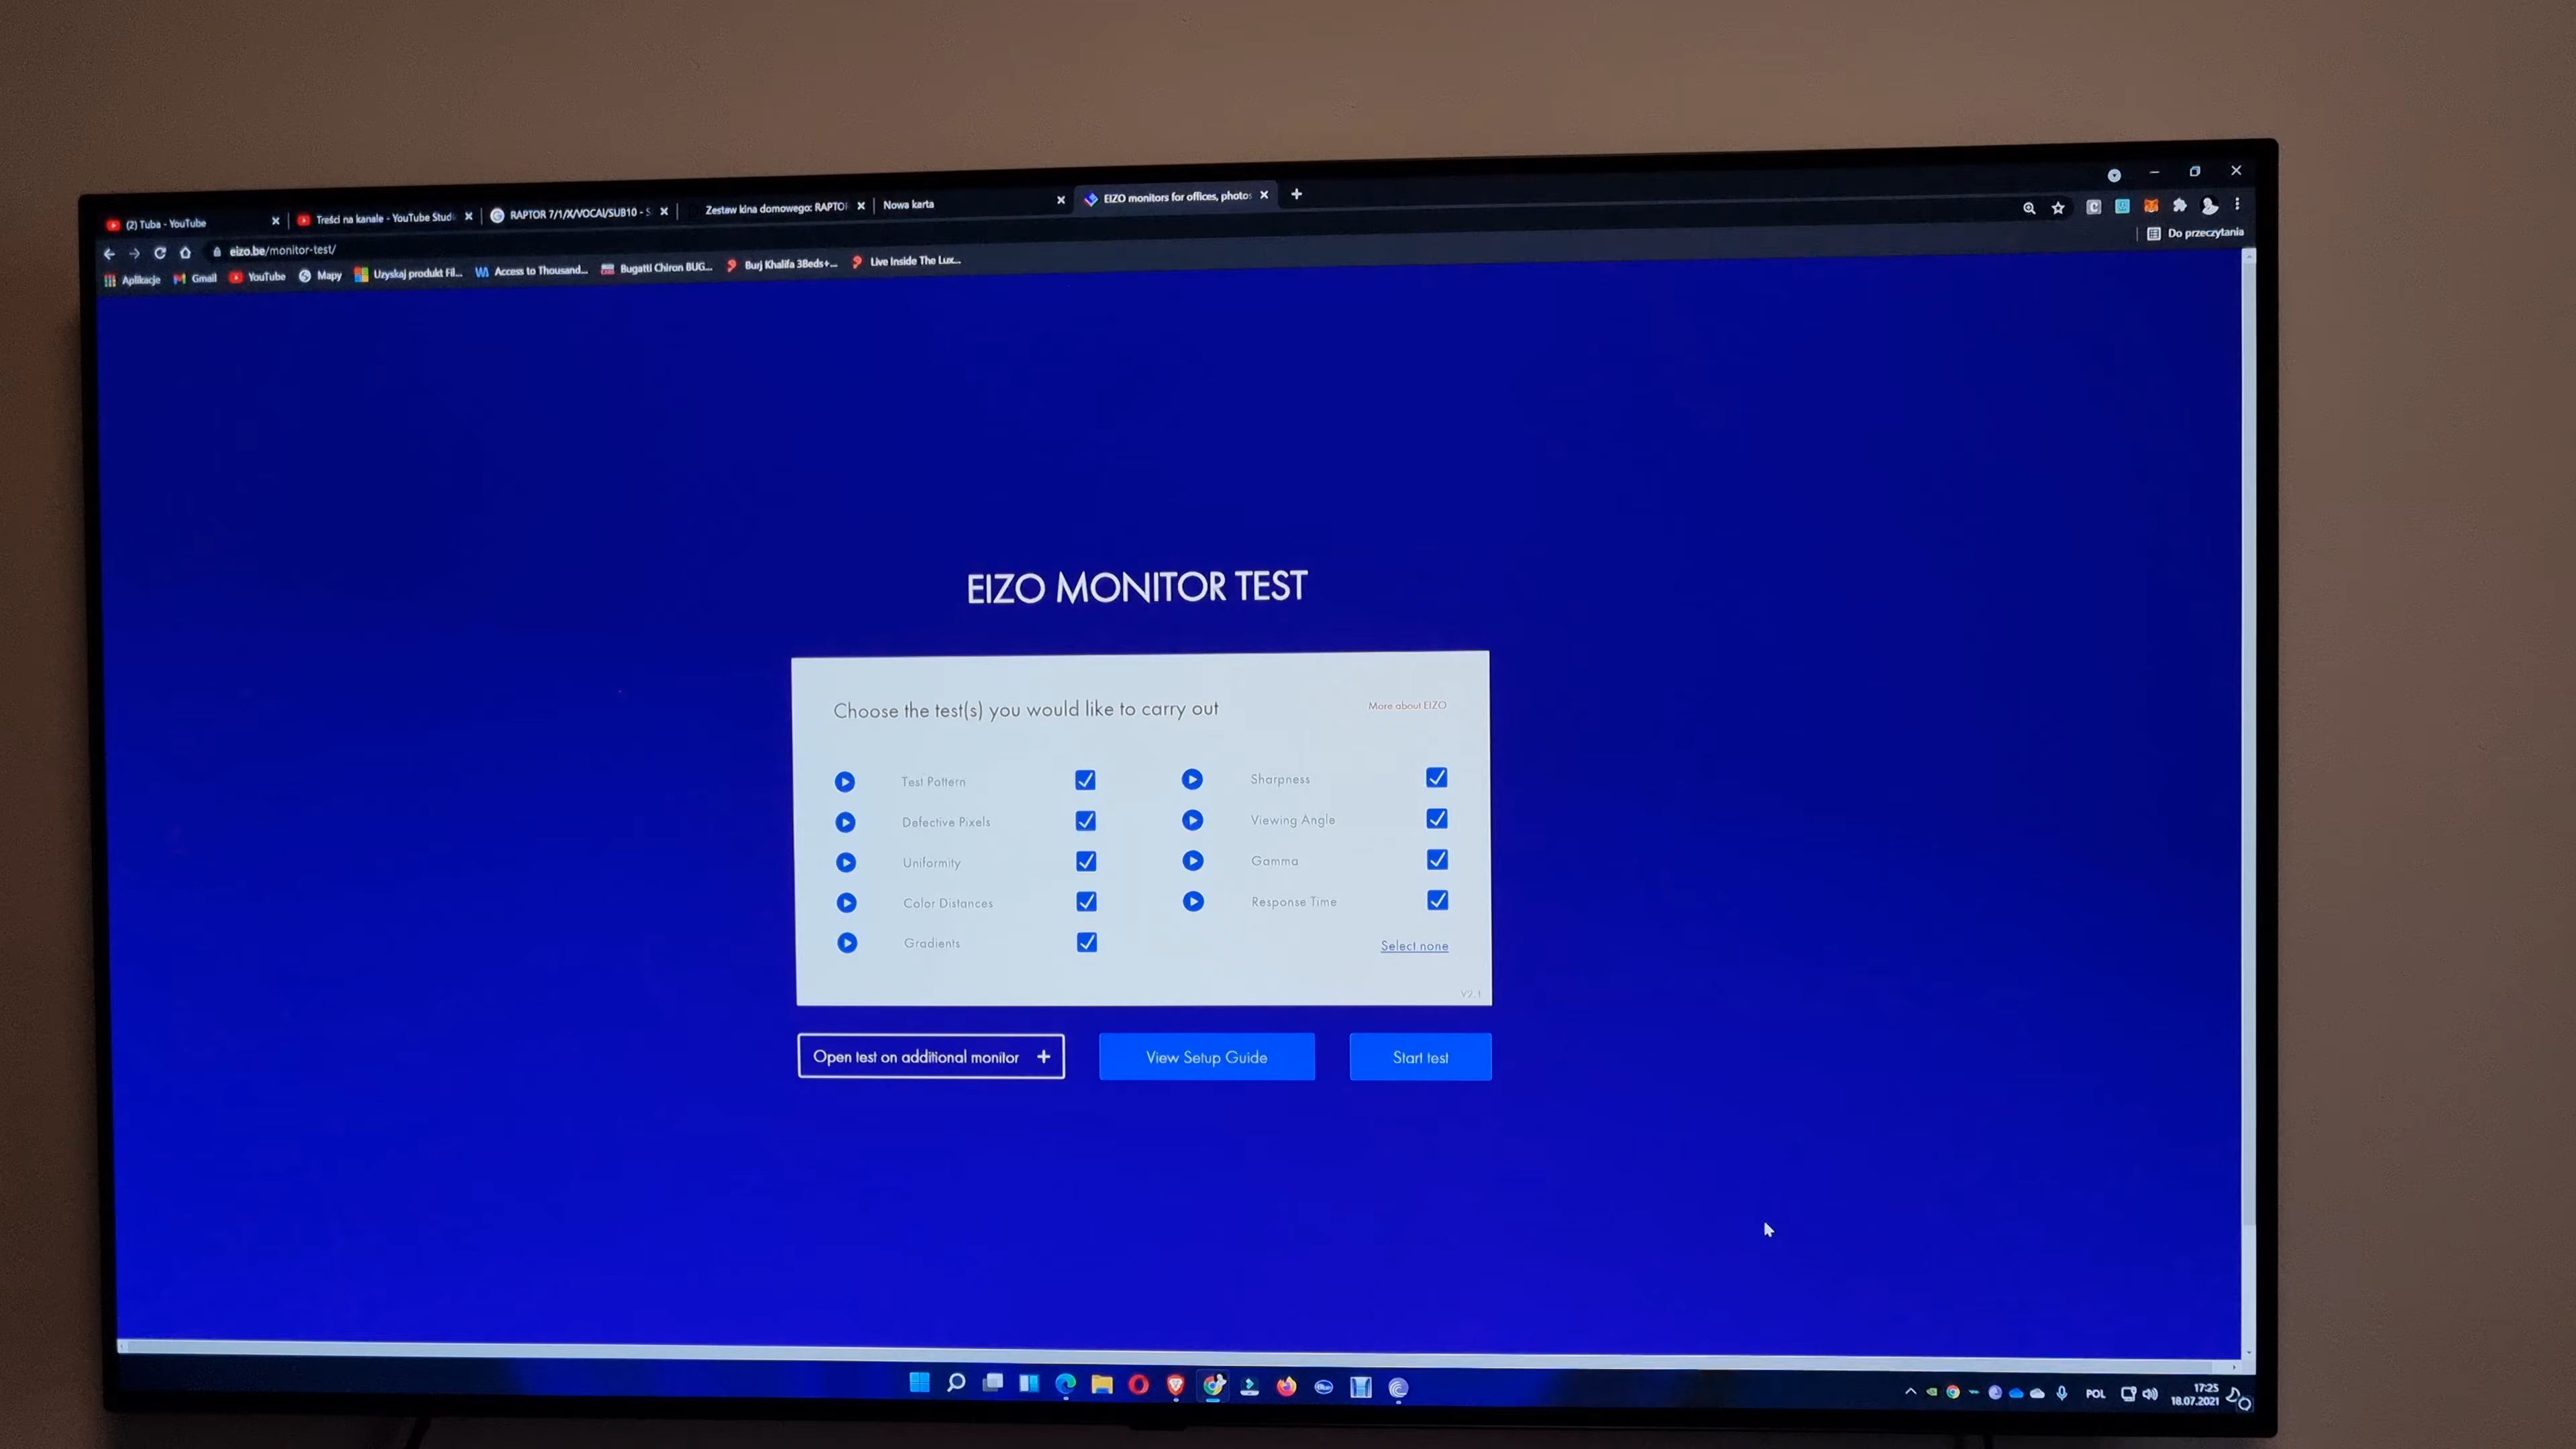 (2) Tuba - YouTube
Treści na kanale - YouTube Studi
RAPTOR 7/1/X/VOCAI/SUB10 - S
Zestaw kina domowego: RAPTO
Nowa karta
EIZO monitors for offices, photos
eizo.be/monitor-test/
Do przeczytania
Aplikacje
Gmail
YouTube
Mapy
Uzyskaj produkt Fil...
Access to Thousand...
Bugatti Chiron BUG...
Burj Khalifa 3Beds+...
Live Inside The Lux...
EIZO MONITOR TEST
Choose the test(s) you would like to carry out
More about EIZO
Test Pattern
Sharpness
Defective Pixels
Viewing Angle
Uniformity
Gamma
Color Distances
Response Time
Gradients
Select none
V2.1
Open test on additional monitor +
View Setup Guide
Start test
POL
17:25
18.07.2021